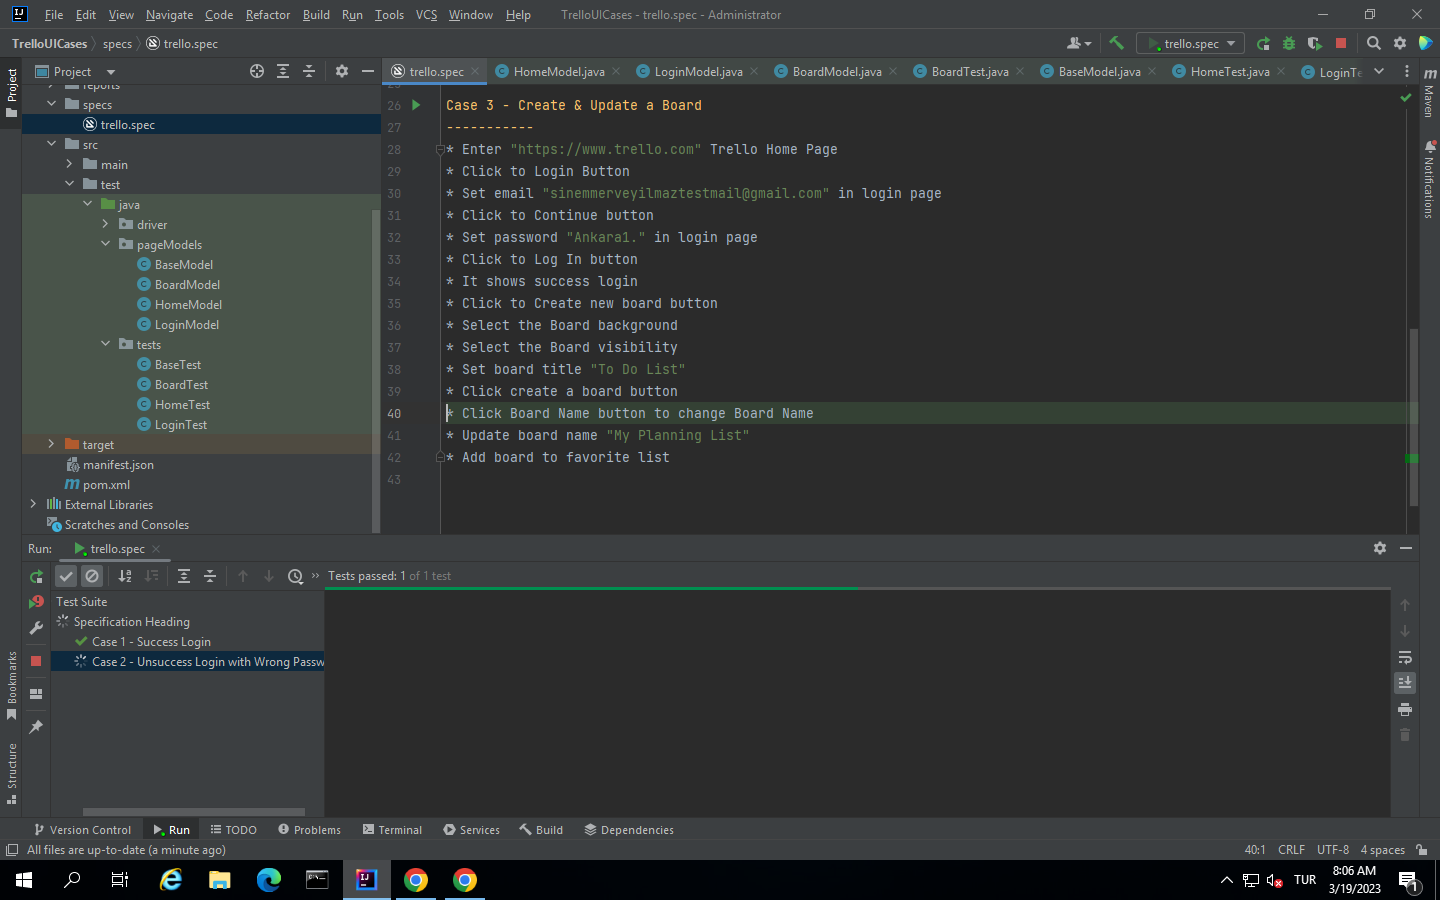 File Edit View Navigate Code Refactor Build Run Tools VCS Window Help TrelloUICases - trello.spec - Administrator
TrelloUICases specs trello.spec
trello.spec
Project
trello.spec HomeModel.java LoginModel.java BoardModel.java BoardTest.java BaseModel.java HomeTest.java LoginTe
Project
Maven
Notifications
Bookmarks
Structure
reports
specs
trello.spec
src
main
test
java
driver
pageModels
BaseModel
BoardModel
HomeModel
LoginModel
tests
BaseTest
BoardTest
HomeTest
LoginTest
target
manifest.json
pom.xml
External Libraries
Scratches and Consoles
25
26 Case 3 - Create & Update a Board
27 -----------
28 * Enter "https://www.trello.com" Trello Home Page
29 * Click to Login Button
30 * Set email "sinemmerveyilmaztestmail@gmail.com" in login page
31 * Click to Continue button
32 * Set password "Ankara1." in login page
33 * Click to Log In button
34 * It shows success login
35 * Click to Create new board button
36 * Select the Board background
37 * Select the Board visibility
38 * Set board title "To Do List"
39 * Click create a board button
40 * Click Board Name button to change Board Name
41 * Update board name "My Planning List"
42 * Add board to favorite list
43
Run: trello.spec
Tests passed: 1 of 1 test
Test Suite
Specification Heading
Case 1 - Success Login
Case 2 - Unsuccess Login with Wrong Passw
Version Control Run TODO Problems Terminal Services Build Dependencies
All files are up-to-date (a minute ago) 40:1 CRLF UTF-8 4 spaces
TUR
8:06 AM
3/19/2023
1